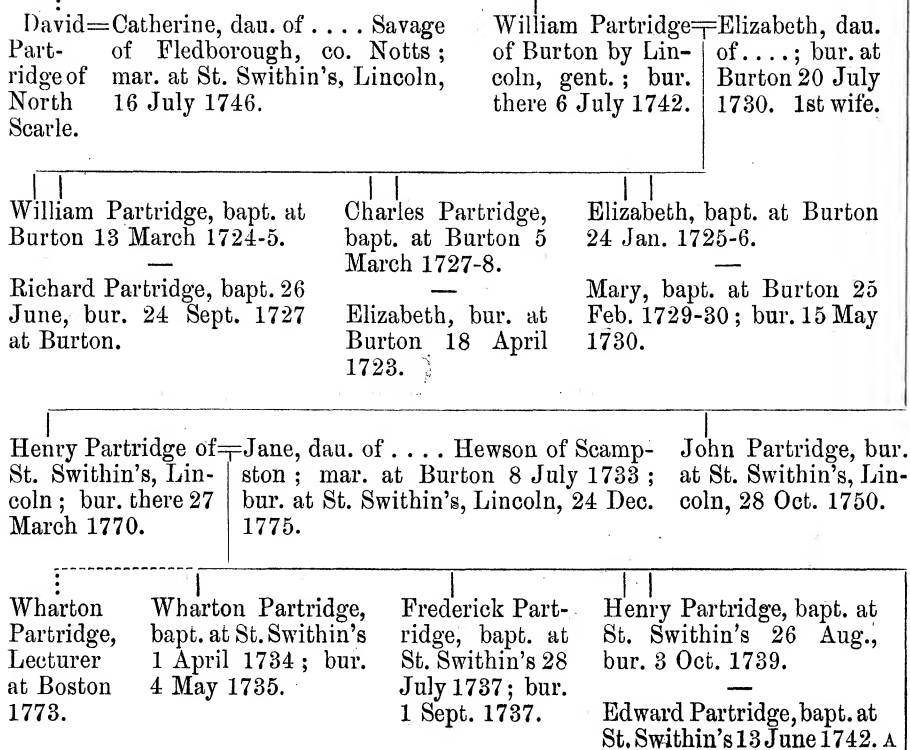 David=Catherine, dau. of .... Savage
Part- of Fledborough, co. Notts ;
ridge of mar. at St. Swithin's, Lincoln,
North 16 July 1746.
Scarle.
William Partridge=Elizabeth, dau.
of Burton by Lin- of....; bur. at
coln, gent. ; bur. Burton 20 July
there 6 July 1742. 1730. 1st wife.
William Partridge, bapt. at
Burton 13 March 1724-5.
—
Richard Partridge, bapt. 26
June, bur. 24 Sept. 1727
at Burton.
Charles Partridge,
bapt. at Burton 5
March 1727-8.
—
Elizabeth, bur. at
Burton 18 April
1723.
Elizabeth, bapt. at Burton
24 Jan. 1725-6.
—
Mary, bapt. at Burton 25
Feb. 1729-30 ; bur. 15 May
1730.
Henry Partridge of=Jane, dau. of .... Hewson of Scamp-
St. Swithin's, Lin- ston ; mar. at Burton 8 July 1733 ;
coln ; bur. there 27 bur. at St. Swithin's, Lincoln, 24 Dec.
March 1770. 1775.
John Partridge, bur.
at St. Swithin's, Lin-
coln, 28 Oct. 1750.
Wharton
Partridge,
Lecturer
at Boston
1773.
Wharton Partridge,
bapt. at St. Swithin's
1 April 1734 ; bur.
4 May 1735.
Frederick Part-
ridge, bapt. at
St. Swithin's 28
July 1737 ; bur.
1 Sept. 1737.
Henry Partridge, bapt. at
St. Swithin's 26 Aug.,
bur. 3 Oct. 1739.
—
Edward Partridge, bapt. at
St. Swithin's 13 June 1742. A